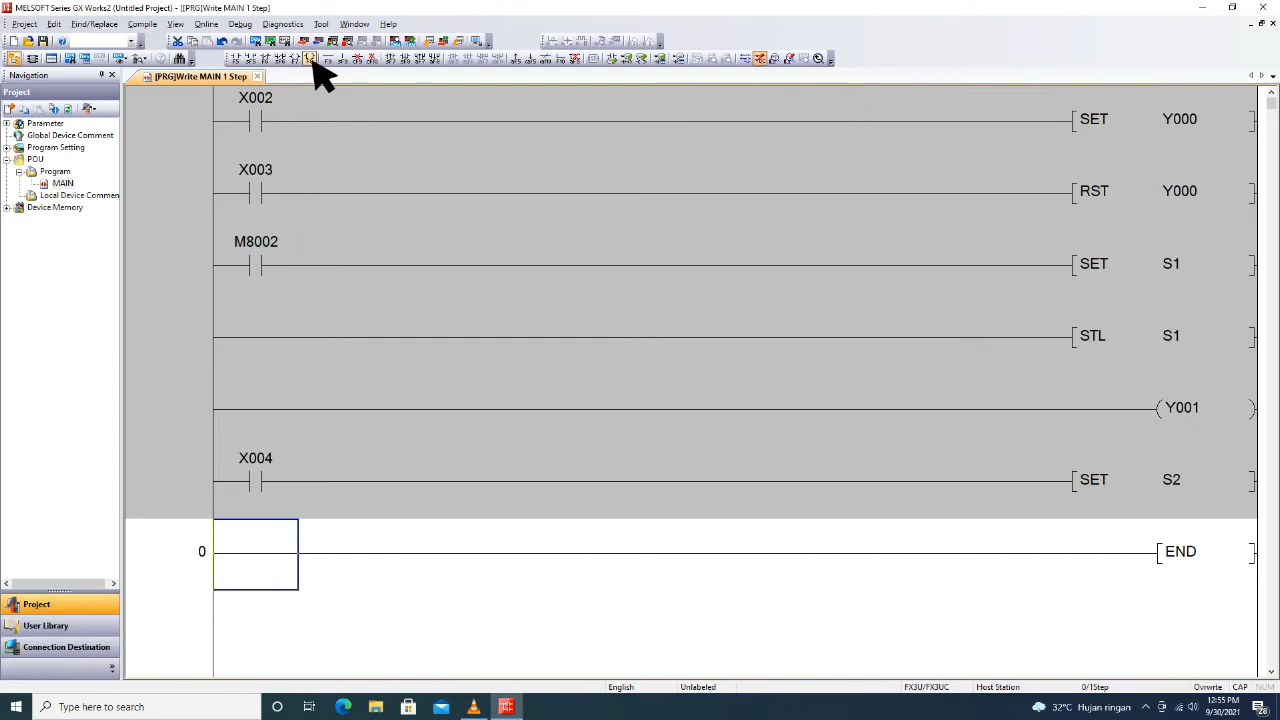 MELSOFT Series GX Works2 (Untitled Project) - [[PRG]Write MAIN 1 Step]
Project Edit Find/Replace Compile View Online Debug Diagnostics Tool Window Help
Navigation
[PRG]Write MAIN 1 Step
Project
Parameter
Global Device Comment
Program Setting
POU
Program
MAIN
Local Device Commen
Device Memory
X002
SET Y000
X003
RST Y000
M8002
SET S1
STL S1
Y001
X004
SET S2
0 END
Project
User Library
Connection Destination
English Unlabeled FX3U/FX3UC Host Station 0/1Step Ovrwrte CAP NUM
Type here to search
32°C Hujan ringan
12:55 PM
9/30/2021
28